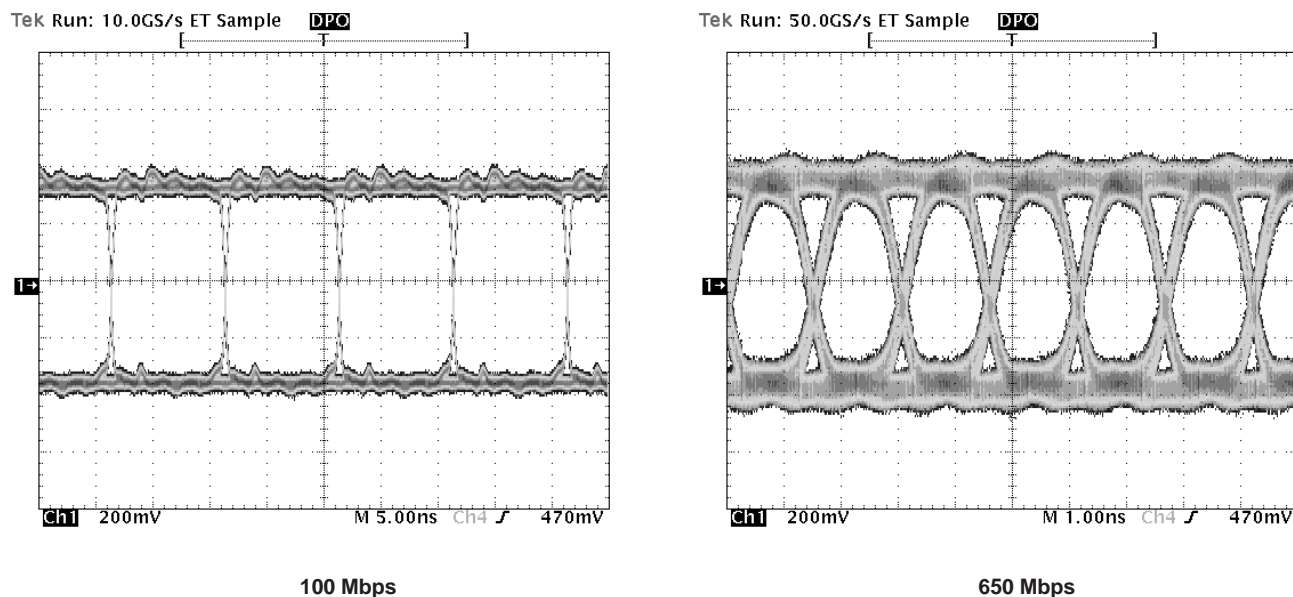 Tek Run: 10.0GS/s ET Sample DPO
[ T ]
1→
Ch1 200mV M 5.00ns Ch4 ʃ 470mV
100 Mbps
Tek Run: 50.0GS/s ET Sample DPO
[ T ]
1→
Ch1 200mV M 1.00ns Ch4 ʃ 470mV
650 Mbps